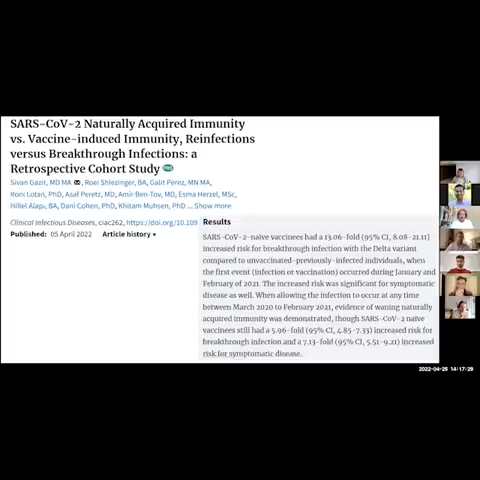 SARS-CoV-2 Naturally Acquired Immunity
vs. Vaccine-induced Immunity, Reinfections
versus Breakthrough Infections: a
Retrospective Cohort Study
Sivan Gazit, MD MA, Roei Shlezinger, BA, Galit Perez, MN MA,
Roni Lotan, PhD, Asaf Peretz, MD, Amir Ben-Tov, MD, Esma Herzel, MSc,
Hillel Alapi, BA, Dani Cohen, PhD, Khitam Muhsen, PhD ... Show more
Clinical Infectious Diseases, ciac262, https://doi.org/10.109
Published: 05 April 2022 Article history
Results
SARS-CoV-2-naive vaccinees had a 13.06-fold (95% CI, 8.08-21.11)
increased risk for breakthrough infection with the Delta variant
compared to unvaccinated-previously-infected individuals, when
the first event (infection or vaccination) occurred during January and
February of 2021. The increased risk was significant for symptomatic
disease as well. When allowing the infection to occur at any time
between March 2020 to February 2021, evidence of waning naturally
acquired immunity was demonstrated, though SARS-CoV-2 naive
vaccinees still had a 5.96-fold (95% CI, 4.85-7.33) increased risk for
breakthrough infection and a 7.13-fold (95% CI, 5.51-9.21) increased
risk for symptomatic disease.
2022-04-25 14:17:29